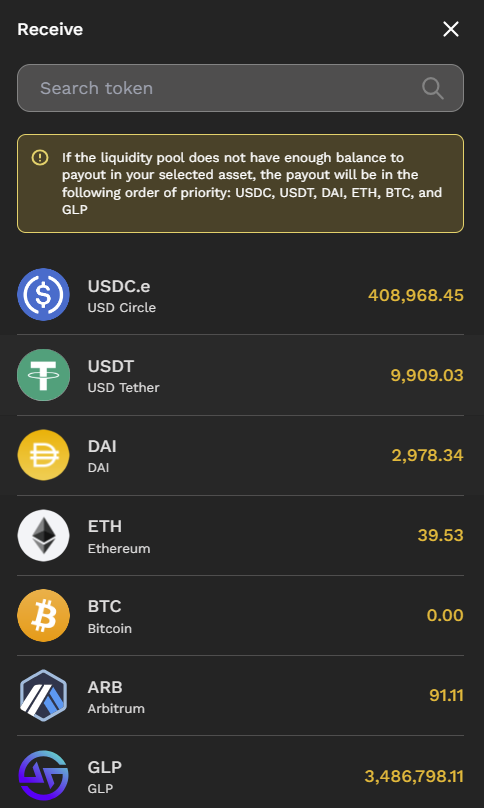 Receive
Search token
If the liquidity pool does not have enough balance to
payout in your selected asset, the payout will be in the
following order of priority: USDC, USDT, DAI, ETH, BTC, and
GLP
USDC.e
USD Circle
408,968.45
USDT
USD Tether
9,909.03
DAI
DAI
2,978.34
ETH
Ethereum
39.53
BTC
Bitcoin
0.00
ARB
Arbitrum
91.11
GLP
GLP
3,486,798.11